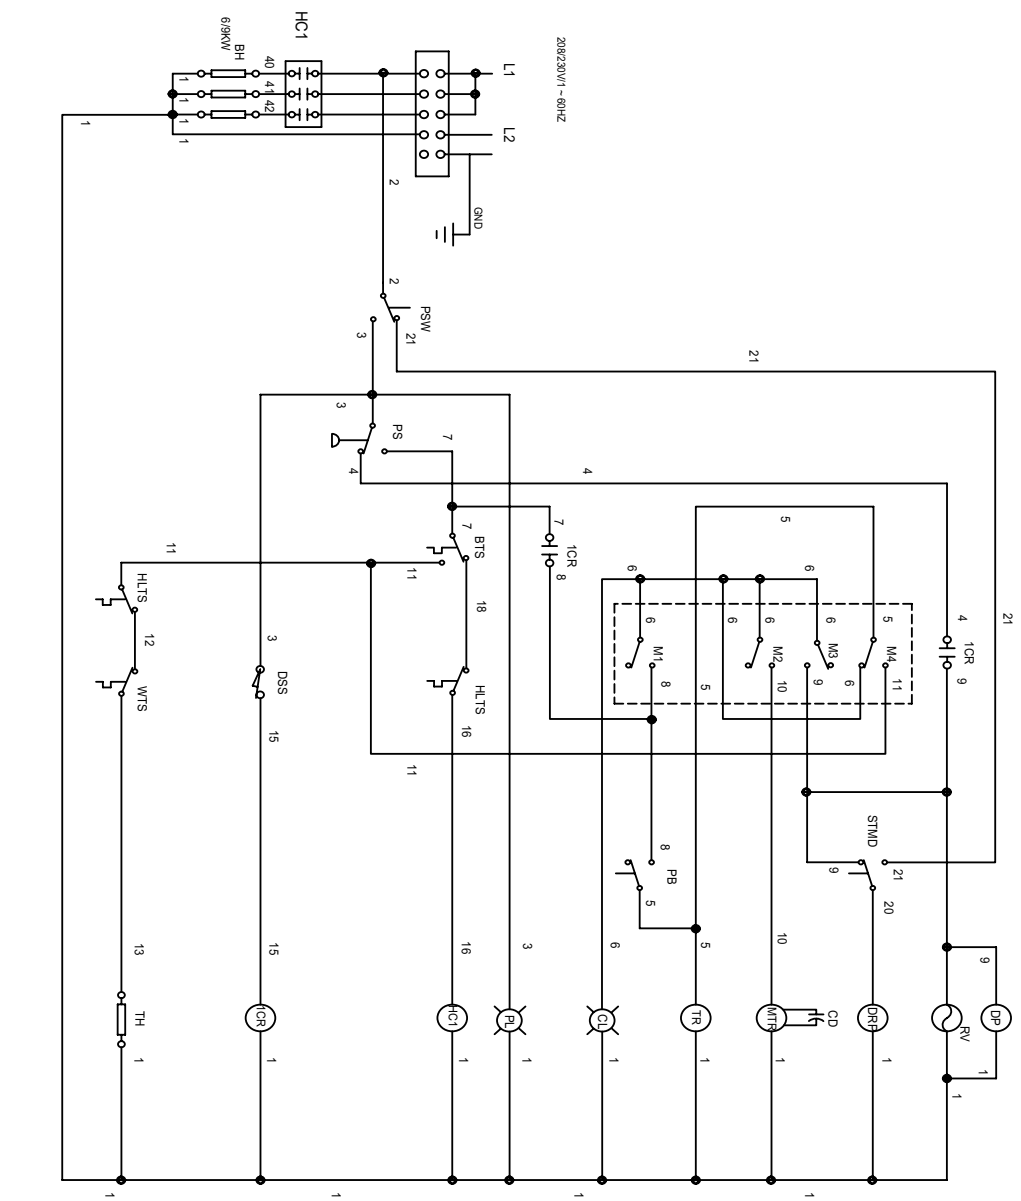 HC1
6/9KW
BH
40
41
42
1
1
1
1
L1
L2
208/230V/1 ~ 60HZ
GND
2
2
PSW
21
3
21
3
PS
7
4
4
7
7
1CR
8
BTS
11
11
HLTS
12
WTS
18
HLTS
16
3
DSS
15
11
5
6
6
6
6
6
6
5
M1
M2
M3
M4
8
5
10
9
6
11
4
1CR
9
21
STMD
9
21
20
8
PB
5
13
15
16
3
6
5
10
9
TH
1CR
HC1
PL
CL
TR
MTR
CD
DRP
RV
DP
1
1
1
1
1
1
1
1
1
1
1
1
1
1